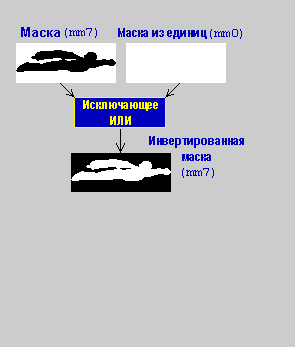 Маска (mm7) Маска из единиц (mm0)
Исключающее
ИЛИ
Инвертированная
маска
(mm7)